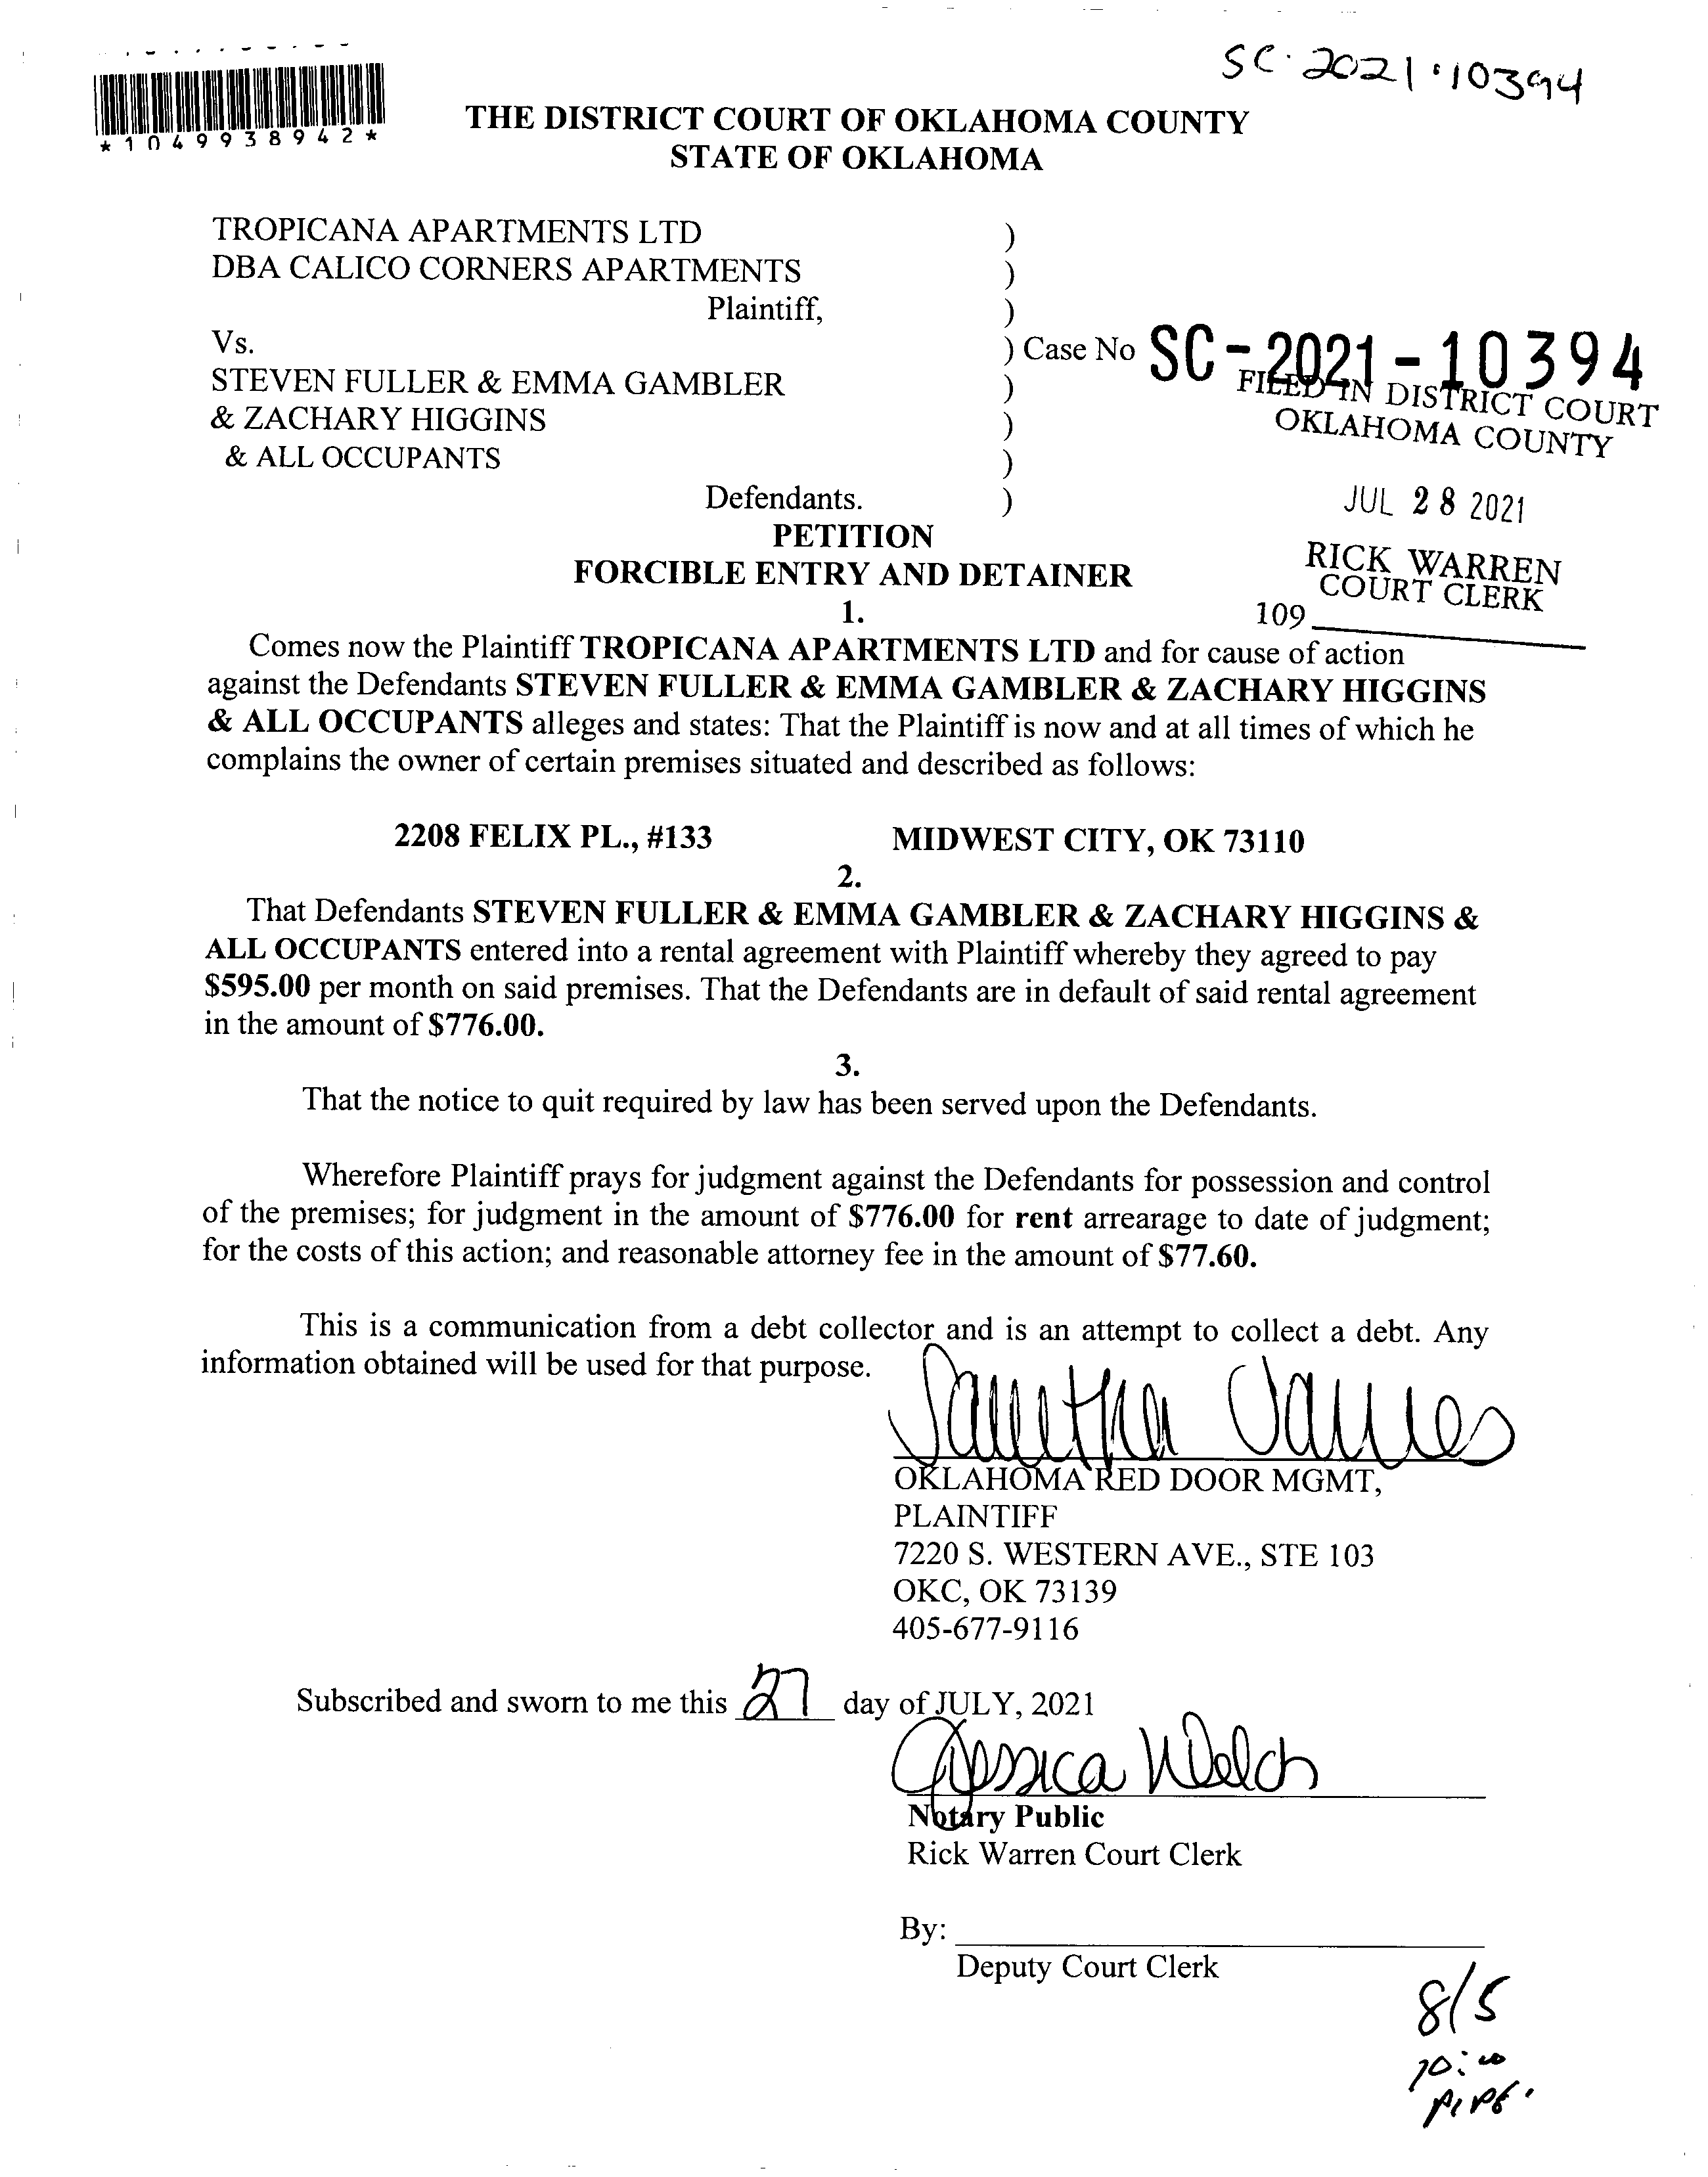 SC·2021·10394
*1049938942*
THE DISTRICT COURT OF OKLAHOMA COUNTY
STATE OF OKLAHOMA
TROPICANA APARTMENTS LTD )
DBA CALICO CORNERS APARTMENTS )
Plaintiff, )
Vs. ) Case No SC-2021-10394
STEVEN FULLER & EMMA GAMBLER )
& ZACHARY HIGGINS )
& ALL OCCUPANTS )
Defendants. )
FILED IN DISTRICT COURT
OKLAHOMA COUNTY
JUL 28 2021
RICK WARREN
COURT CLERK
109
PETITION
FORCIBLE ENTRY AND DETAINER
1.
Comes now the Plaintiff TROPICANA APARTMENTS LTD and for cause of action
against the Defendants STEVEN FULLER & EMMA GAMBLER & ZACHARY HIGGINS
& ALL OCCUPANTS alleges and states: That the Plaintiff is now and at all times of which he
complains the owner of certain premises situated and described as follows:
2208 FELIX PL., #133 MIDWEST CITY, OK 73110
2.
That Defendants STEVEN FULLER & EMMA GAMBLER & ZACHARY HIGGINS &
ALL OCCUPANTS entered into a rental agreement with Plaintiff whereby they agreed to pay
$595.00 per month on said premises. That the Defendants are in default of said rental agreement
in the amount of $776.00.
3.
That the notice to quit required by law has been served upon the Defendants.
Wherefore Plaintiff prays for judgment against the Defendants for possession and control
of the premises; for judgment in the amount of $776.00 for rent arrearage to date of judgment;
for the costs of this action; and reasonable attorney fee in the amount of $77.60.
This is a communication from a debt collector and is an attempt to collect a debt. Any
information obtained will be used for that purpose.
James
OKLAHOMA RED DOOR MGMT,
PLAINTIFF
7220 S. WESTERN AVE., STE 103
OKC, OK 73139
405-677-9116
Subscribed and sworn to me this 27 day of JULY, 2021
Jessica Welch
Notary Public
Rick Warren Court Clerk
By:
Deputy Court Clerk
8/5